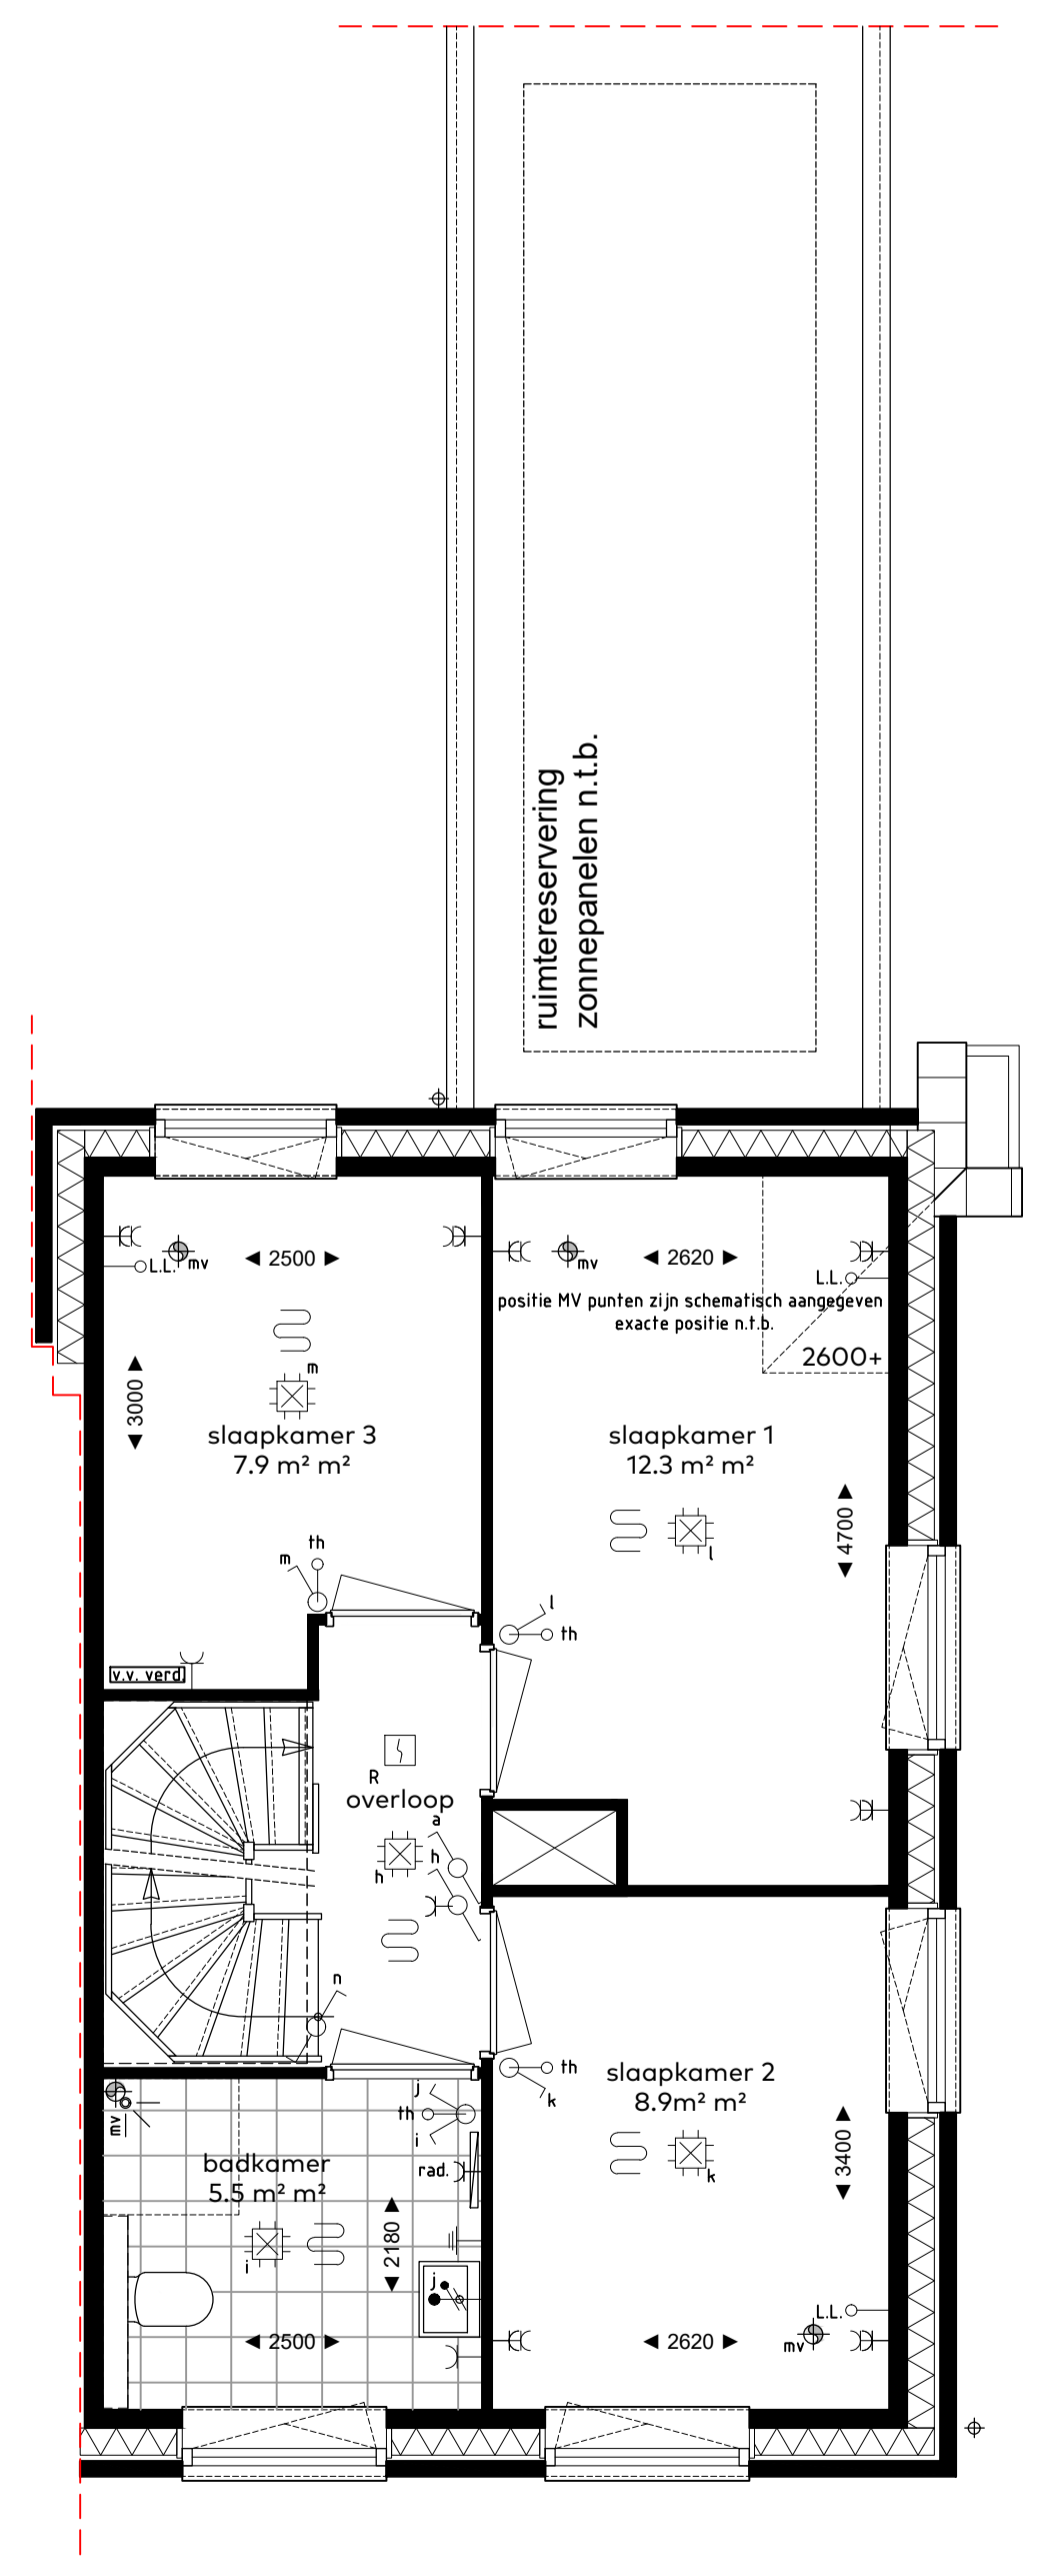 ruimtereservering
zonnepanelen n.t.b.
L.L.
mv
2500
mv
2620
L.L.
positie MV punten zijn schematisch aangegeven
exacte positie n.t.b.
2600+
m
3000
slaapkamer 3
7.9 m² m²
slaapkamer 1
12.3 m² m²
4700
l
th
m
l
th
v.v. verd
R
overloop
a
h
h
n
th
k
slaapkamer 2
8.9m² m²
j
th
i
mv
badkamer
5.5 m² m²
rad.
3400
k
2180
i
j
L.L.
mv
2500
2620